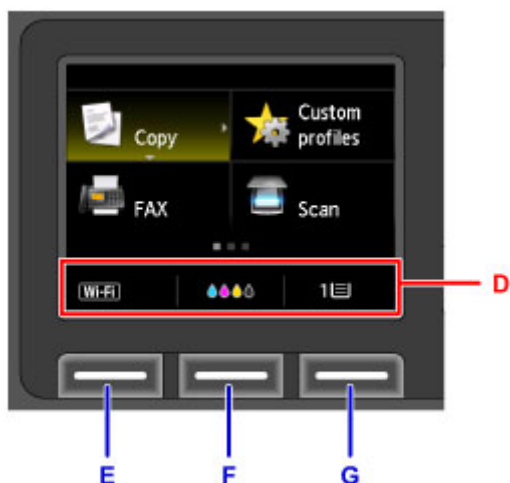 Copy
Custom
profiles
FAX
Scan
Wi-Fi
1
D
E F G